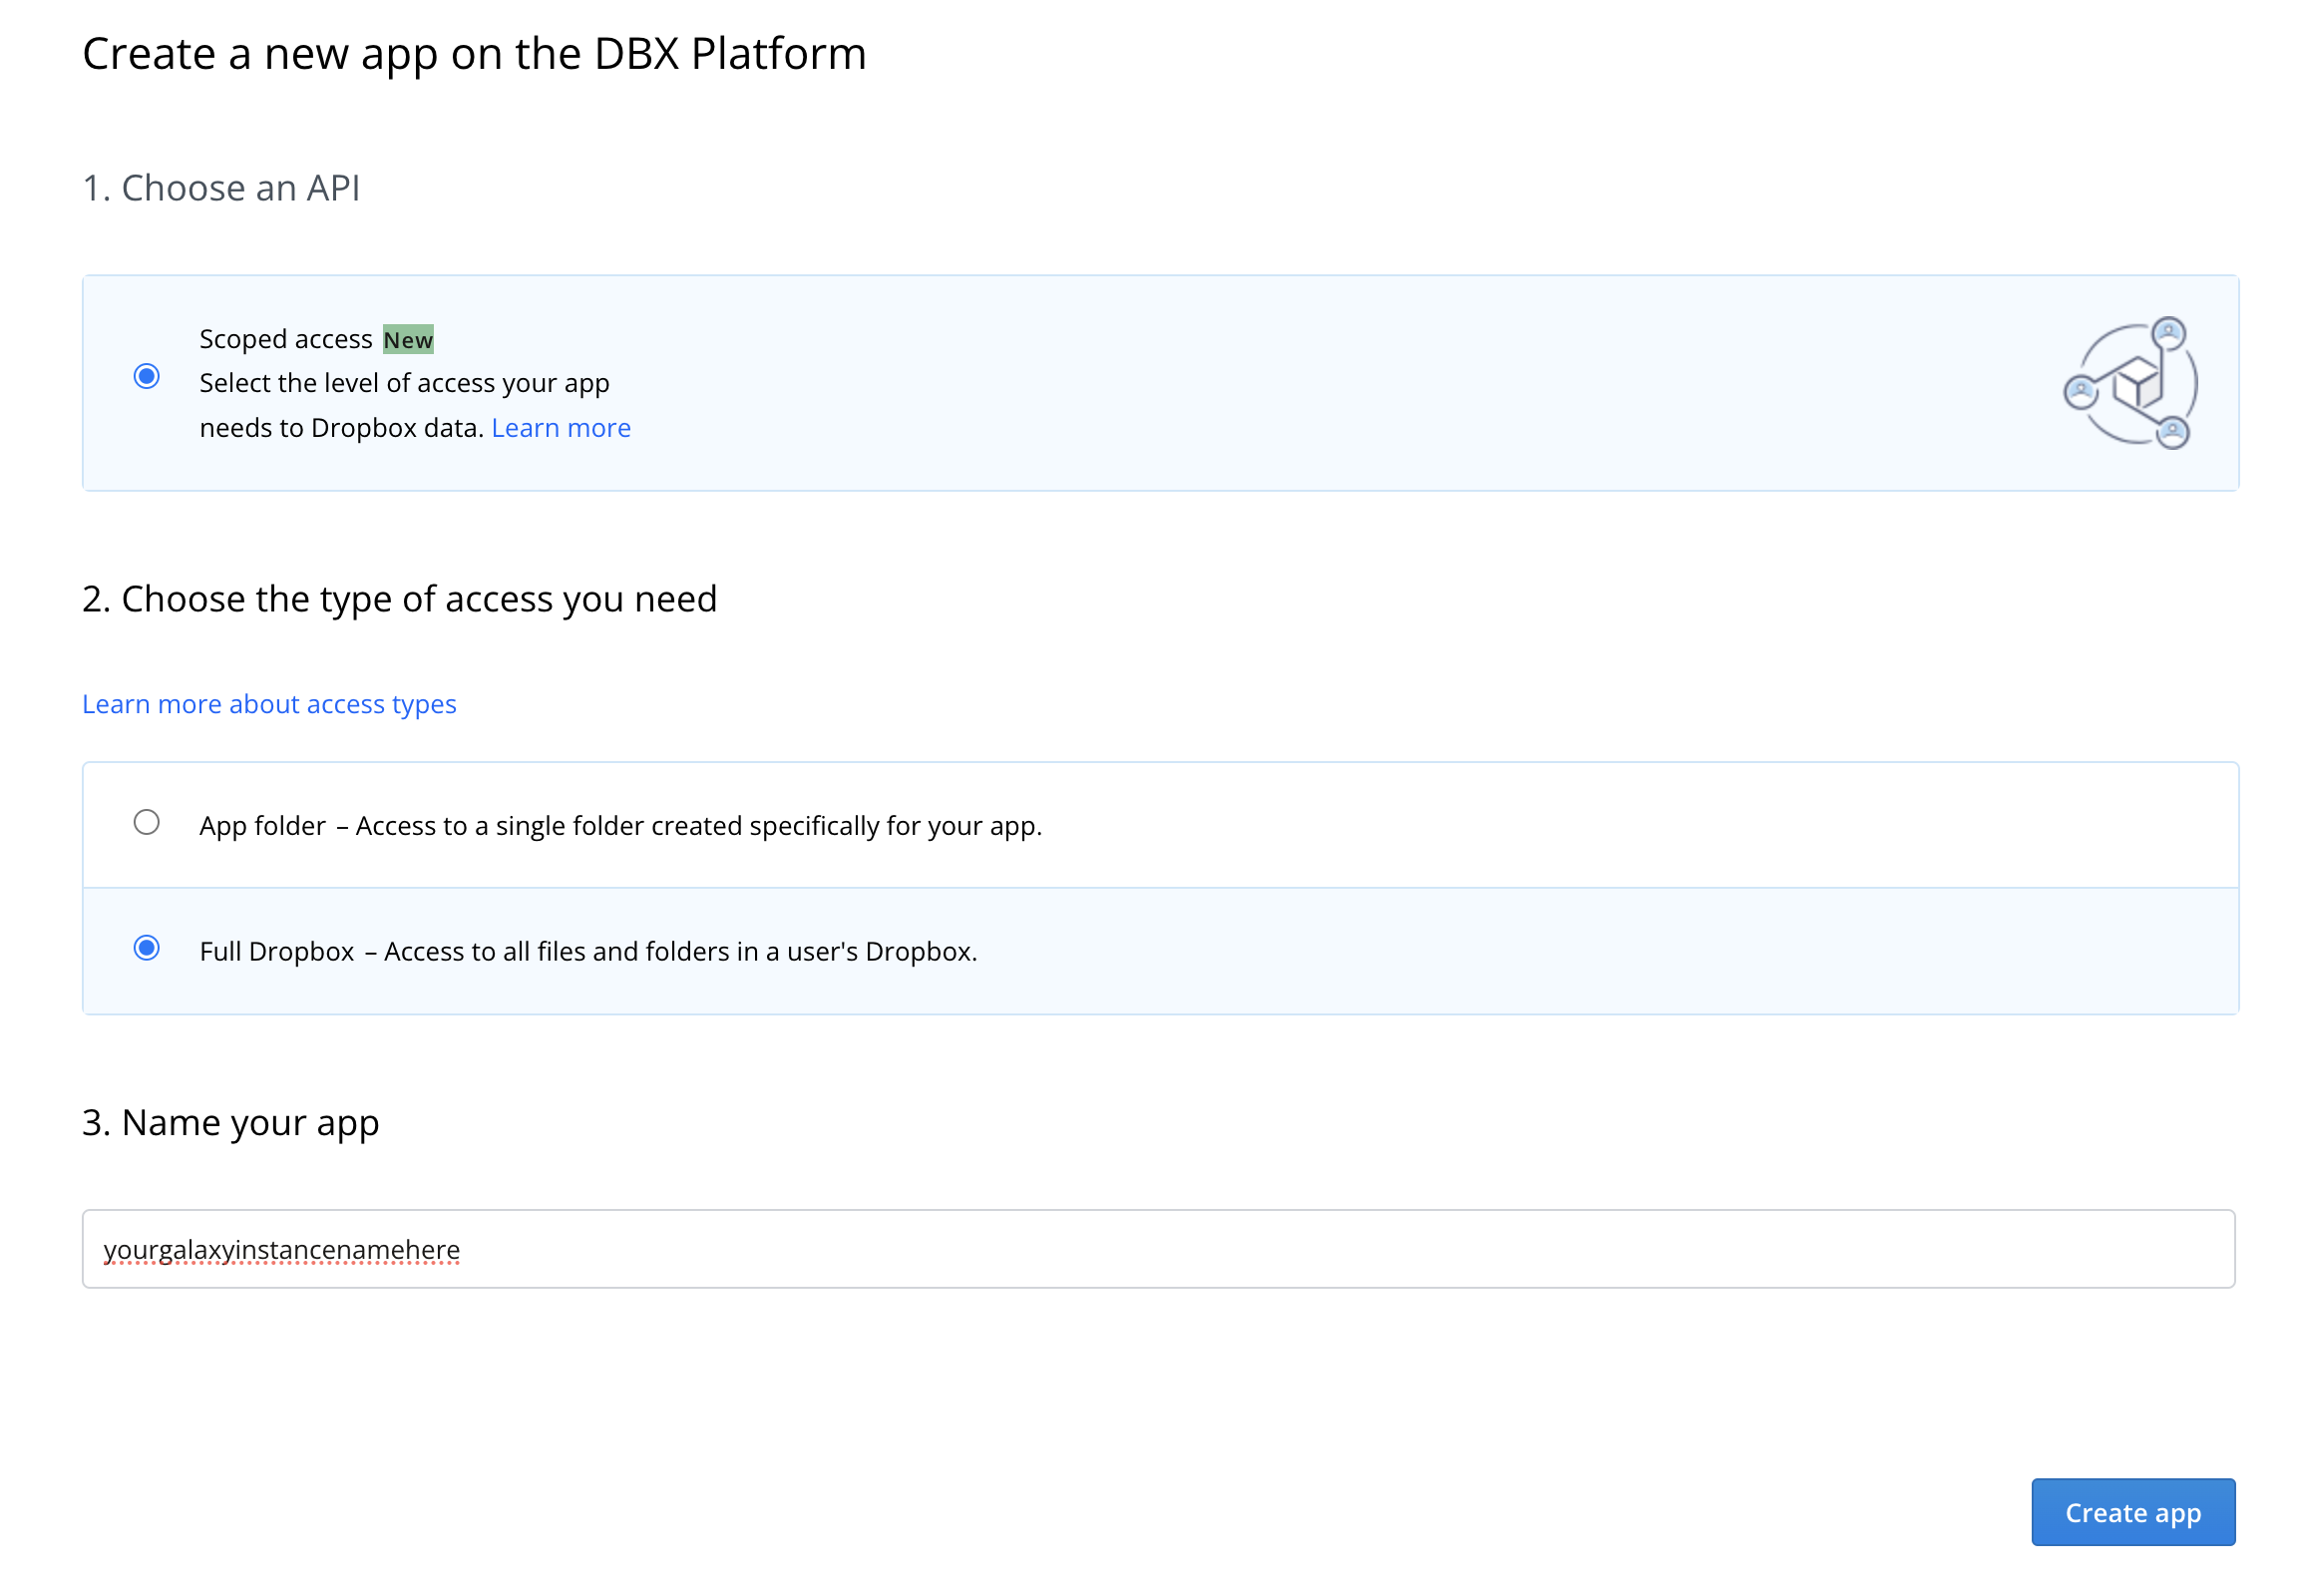 Create a new app on the DBX Platform
1. Choose an API
Scoped access New
Select the level of access your app
needs to Dropbox data. Learn more
2. Choose the type of access you need
Learn more about access types
App folder – Access to a single folder created specifically for your app.
Full Dropbox – Access to all files and folders in a user's Dropbox.
3. Name your app
yourgalaxyinstancenamehere
Create app